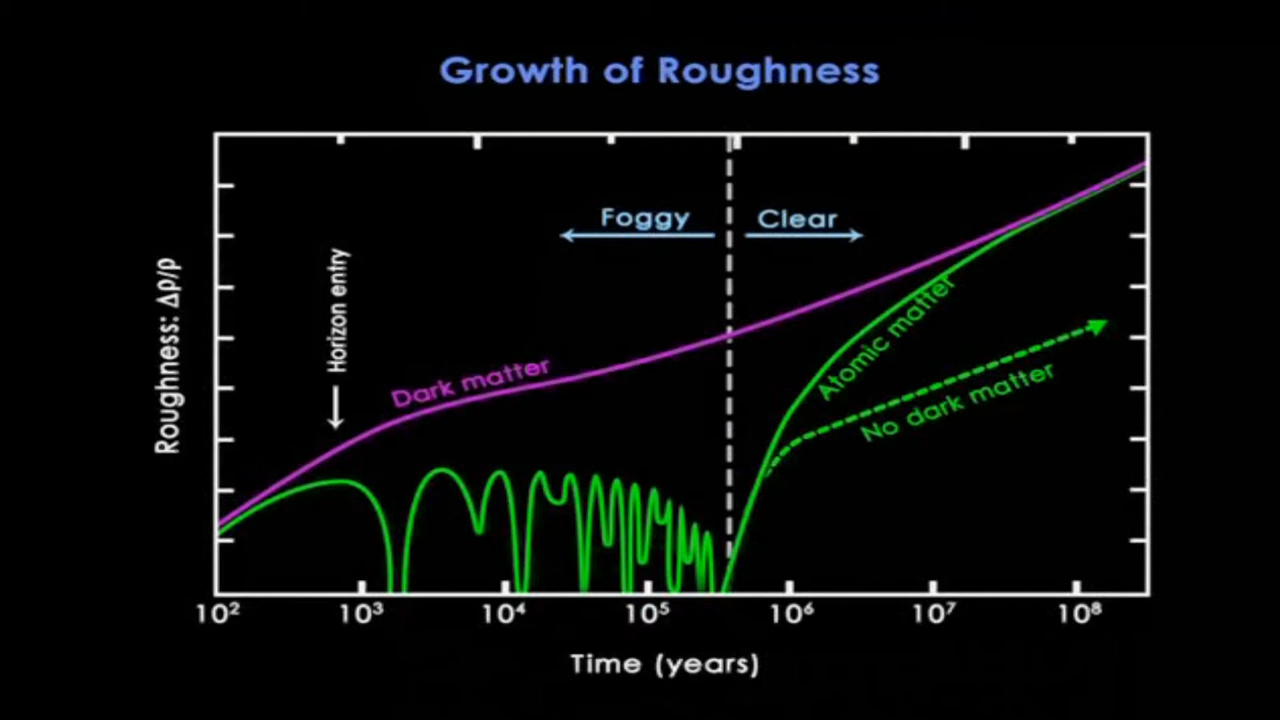 Growth of Roughness
Foggy
Clear
Horizon entry
Roughness: Δρ/ρ
Dark matter
Atomic matter
No dark matter
10²
10³
10⁴
10⁵
10⁶
10⁷
10⁸
Time (years)